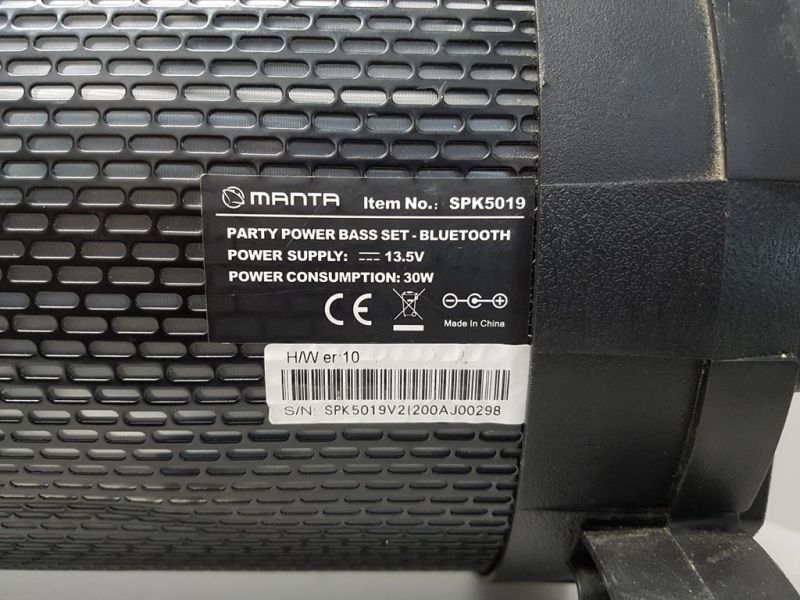 MANTA Item No.: SPK5019
PARTY POWER BASS SET - BLUETOOTH
POWER SUPPLY: ⎓ 13.5V
POWER CONSUMPTION: 30W
CE
Made In China
H/W er 10
S/N: SPK5019V2I200AJ00298